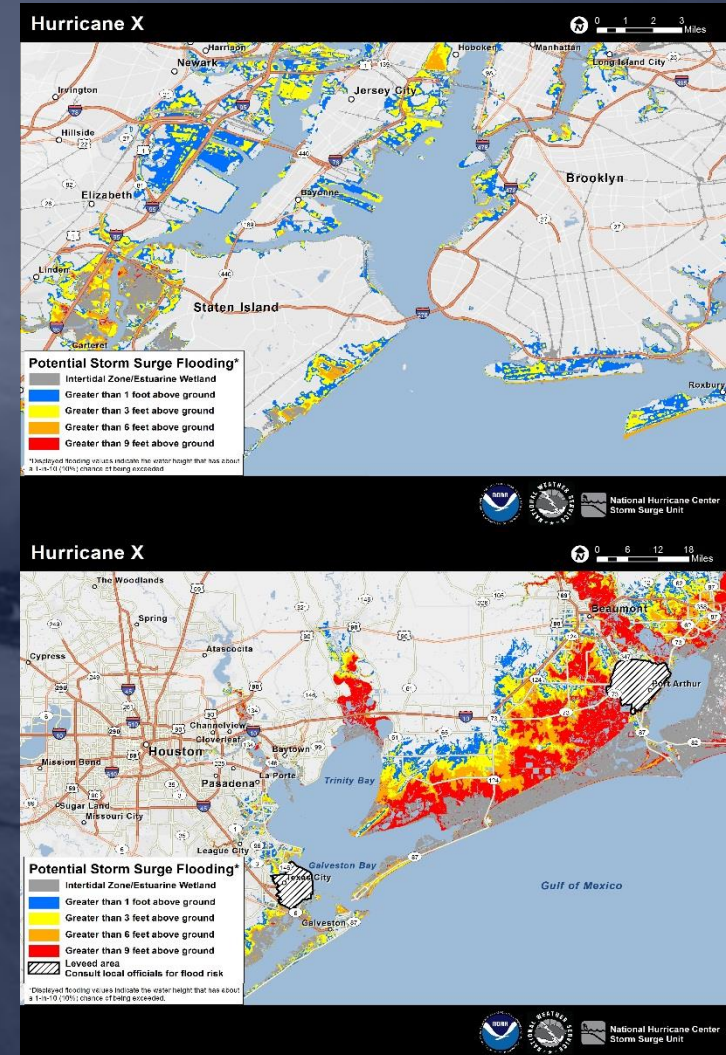 Hurricane X
0 1 2 3
Miles
Harrison
Newark
Hoboken
Manhattan
Long Island City
Irvington
Jersey City
Hillside
Brooklyn
Elizabeth
Bayonne
Linden
Staten Island
Carteret
Roxbury
Potential Storm Surge Flooding*
Intertidal Zone/Estuarine Wetland
Greater than 1 foot above ground
Greater than 3 feet above ground
Greater than 6 feet above ground
Greater than 9 feet above ground
*Displayed flooding values indicate the water height that has about
a 1-in-10 (10%) chance of being exceeded.
NOAA
NATIONAL WEATHER SERVICE
National Hurricane Center
Storm Surge Unit
Hurricane X
0 6 12 18
Miles
The Woodlands
Spring
Beaumont
Cypress
Atascocita
Port Arthur
Channelview
Cloverleaf
Houston
Baytown
Mission Bend
Pasadena
La Porte
Trinity Bay
Sugar Land
Missouri City
League City
Galveston Bay
Texas City
Gulf of Mexico
Galveston
Potential Storm Surge Flooding*
Intertidal Zone/Estuarine Wetland
Greater than 1 foot above ground
Greater than 3 feet above ground
Greater than 6 feet above ground
Greater than 9 feet above ground
Leveed area
Consult local officials for flood risk
*Displayed flooding values indicate the water height that has about
a 1-in-10 (10%) chance of being exceeded.
NOAA
NATIONAL WEATHER SERVICE
National Hurricane Center
Storm Surge Unit